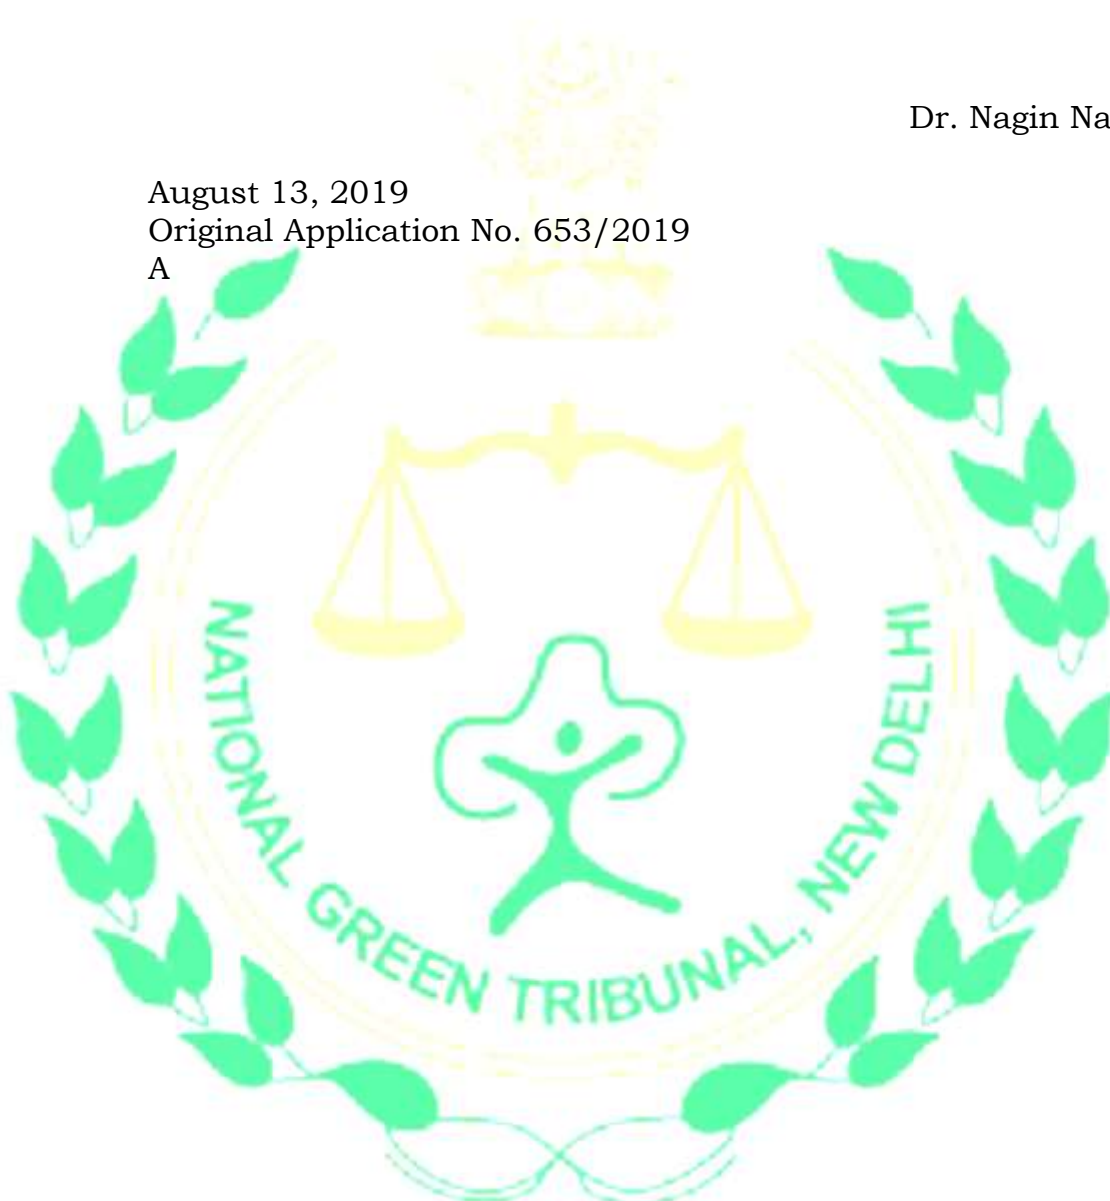 Dr. Nagin Na
August 13, 2019
Original Application No. 653/2019
A
NATIONAL GREEN TRIBUNAL, NEW DELHI